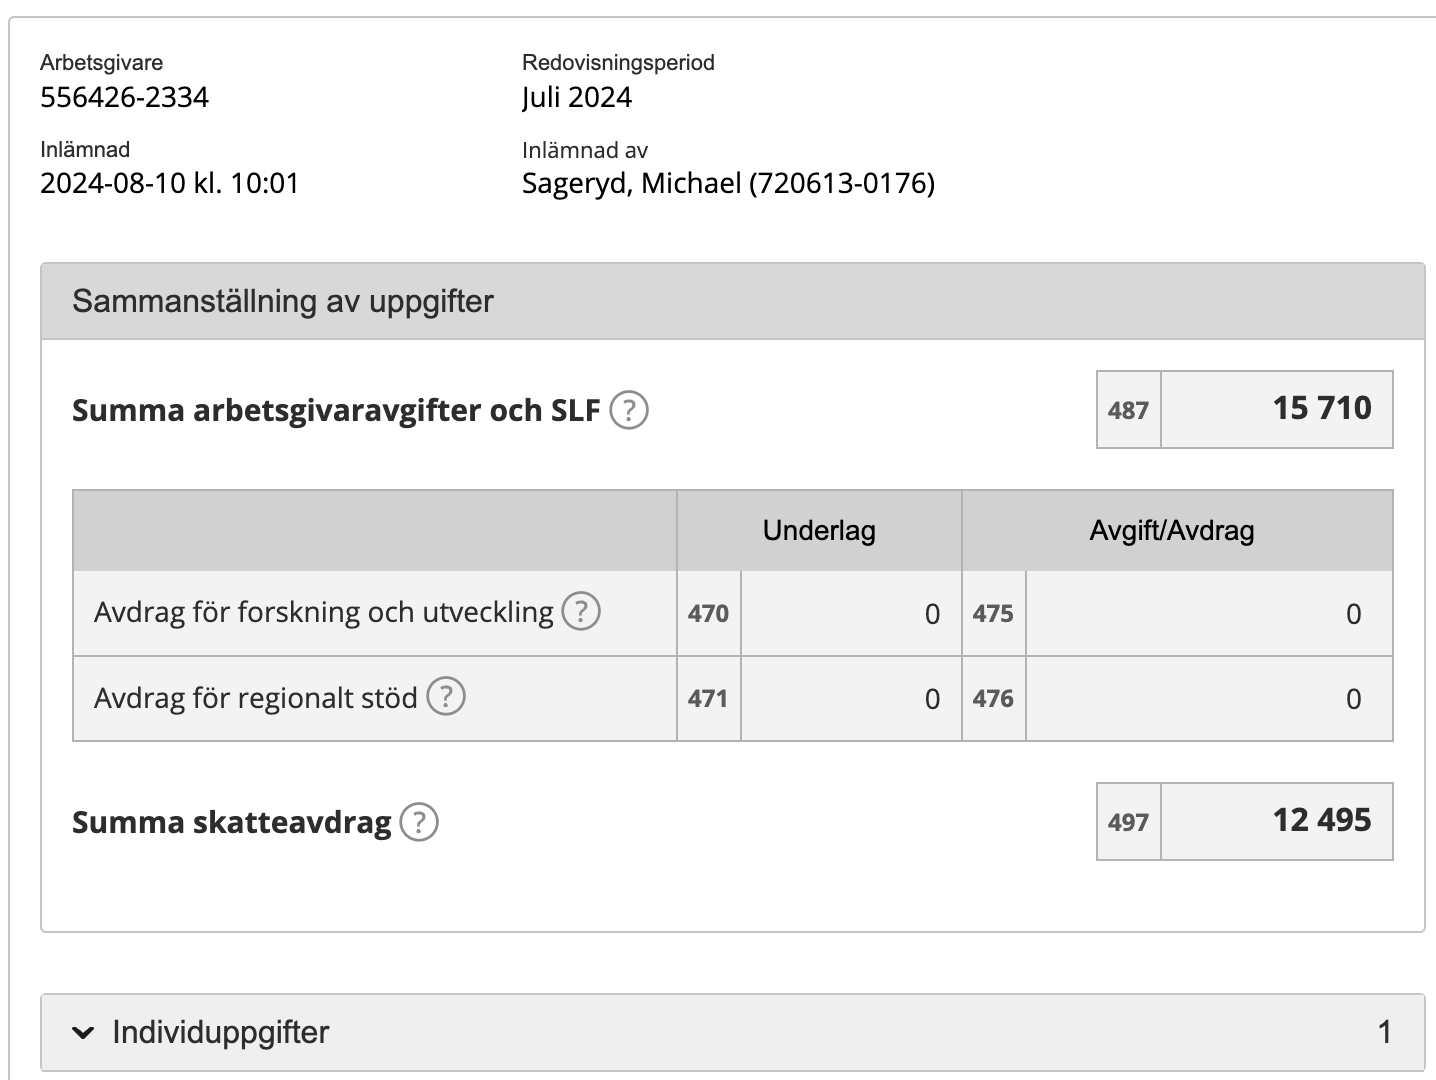 Arbetsgivare
556426-2334
Redovisningsperiod
Juli 2024
Inlämnad
2024-08-10 kl. 10:01
Inlämnad av
Sageryd, Michael (720613-0176)
Sammanställning av uppgifter
Summa arbetsgivaravgifter och SLF ? 487 15 710
Underlag Avgift/Avdrag
Avdrag för forskning och utveckling ? 470 0 475 0
Avdrag för regionalt stöd ? 471 0 476 0
Summa skatteavdrag ? 497 12 495
Individuppgifter 1